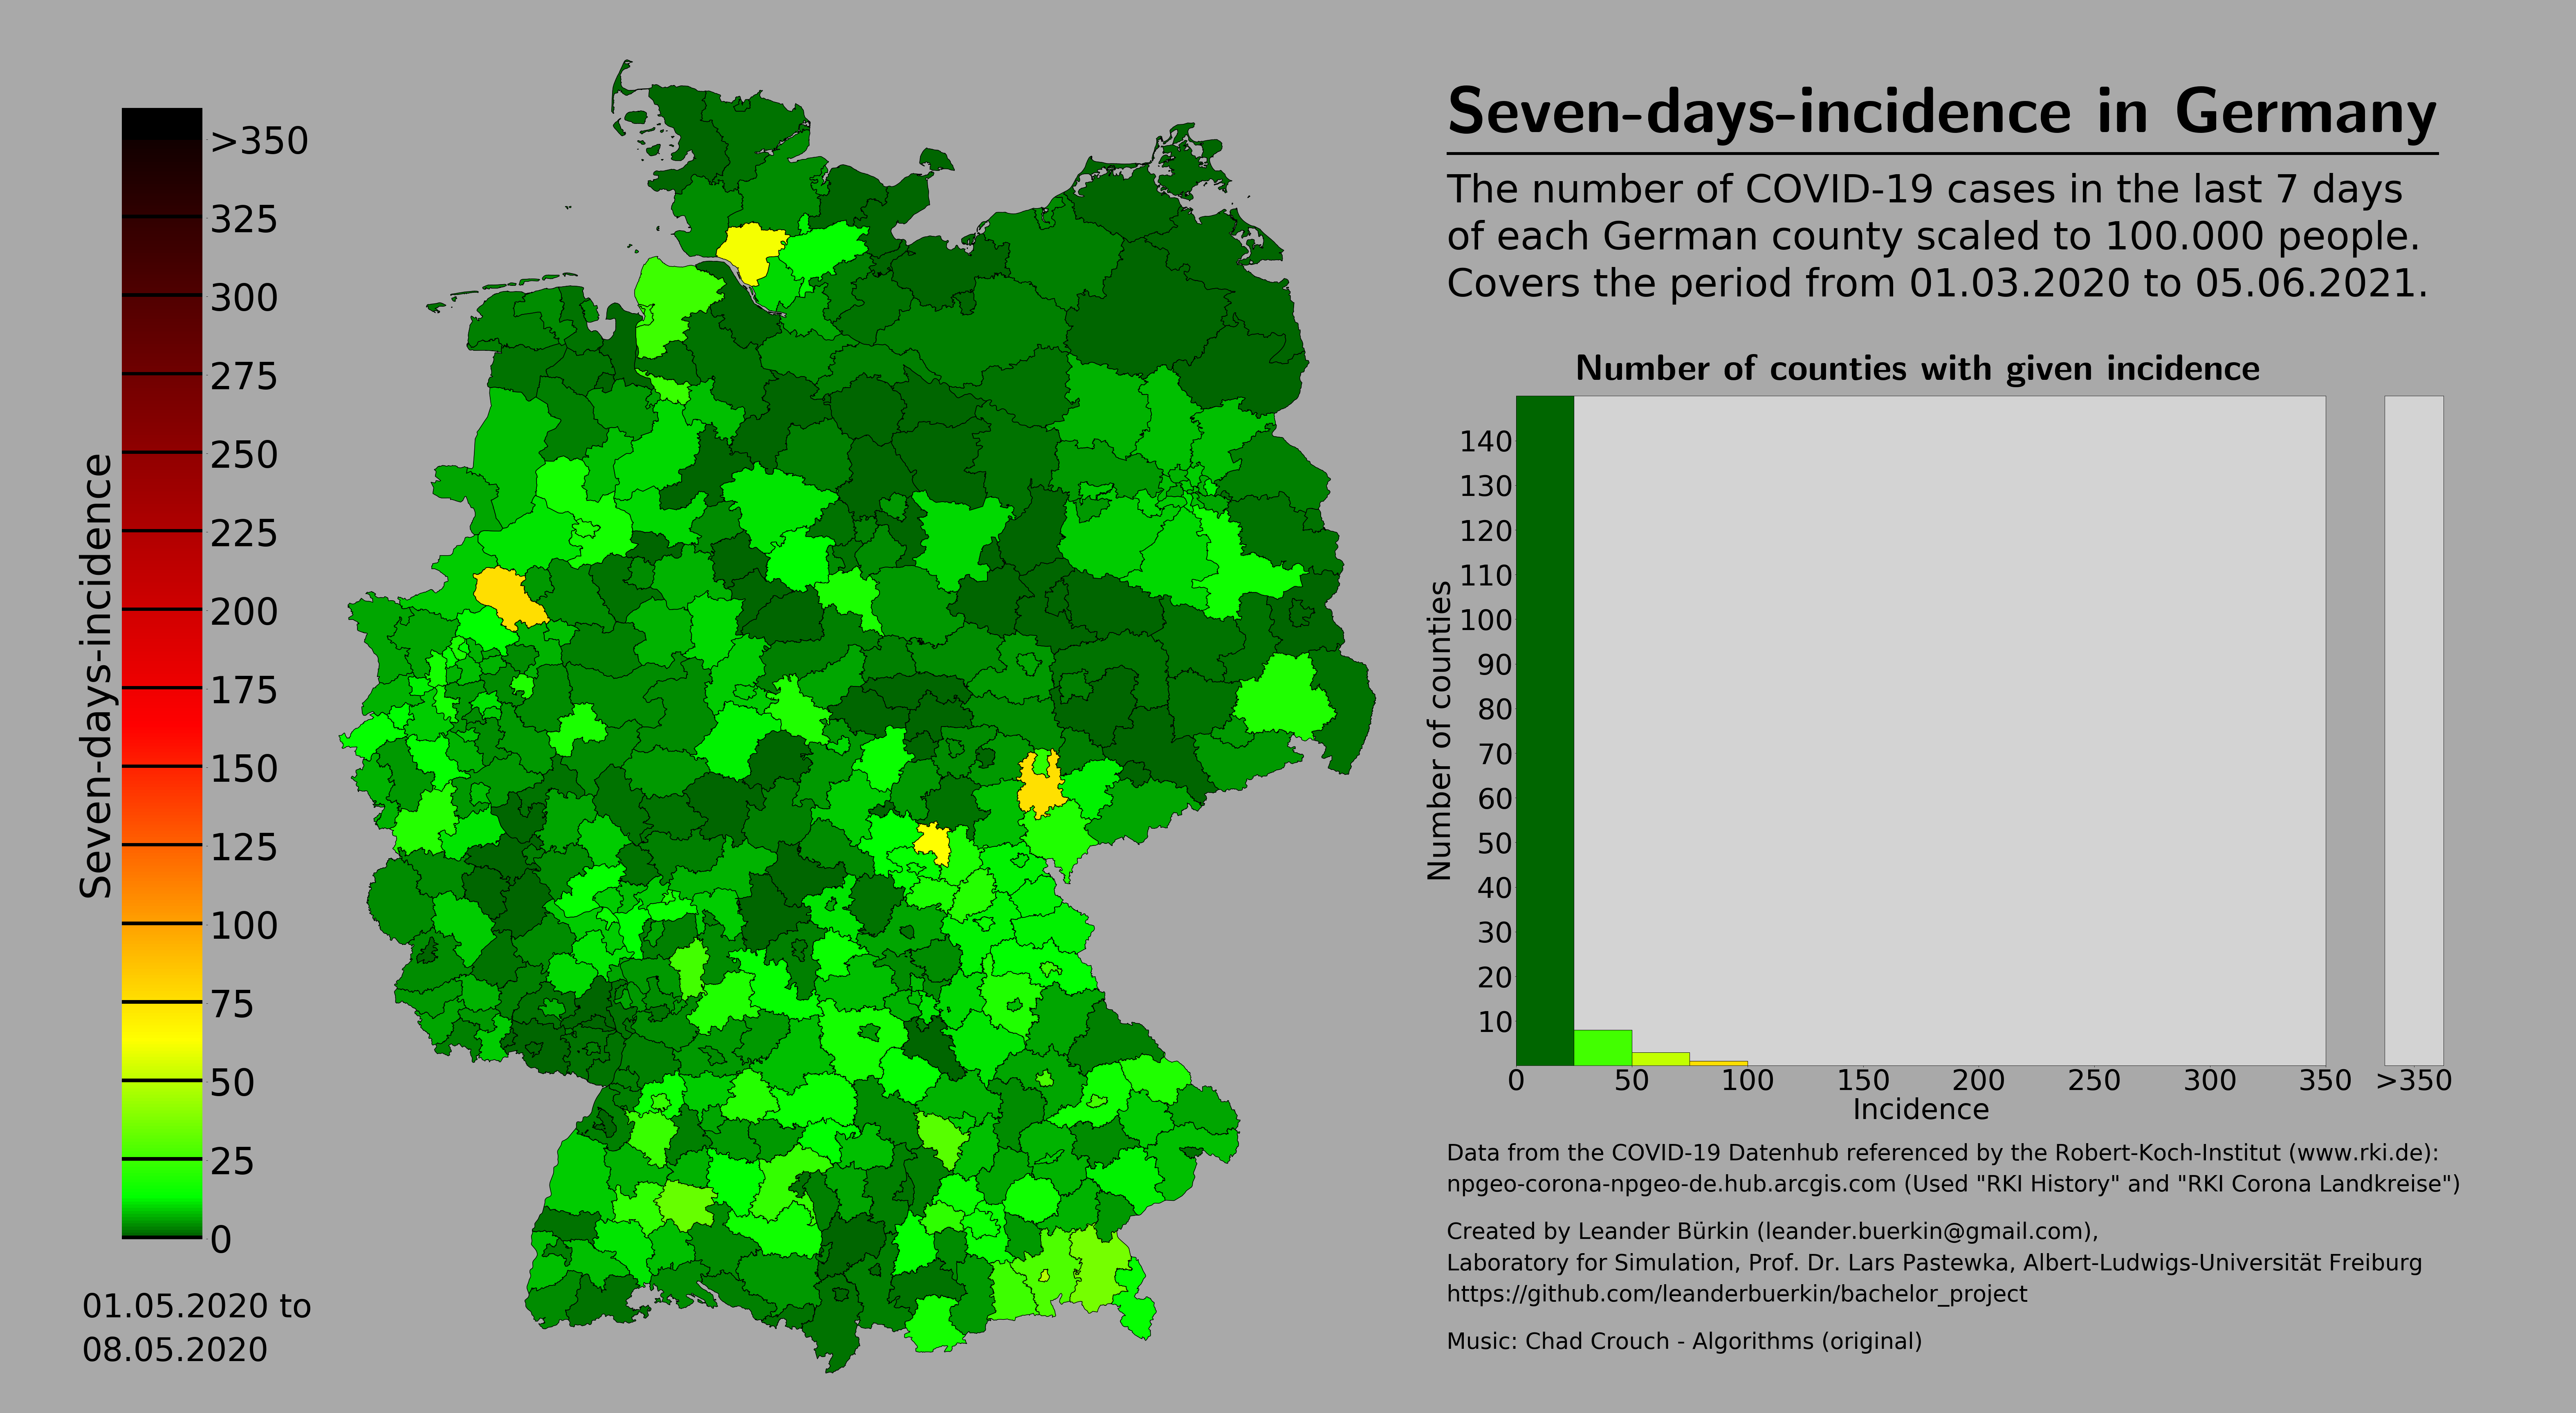 Seven-days-incidence in Germany
The number of COVID-19 cases in the last 7 days
of each German county scaled to 100.000 people.
Covers the period from 01.03.2020 to 05.06.2021.
Seven-days-incidence
>350
325
300
275
250
225
200
175
150
125
100
75
50
25
0
01.05.2020 to
08.05.2020
Number of counties with given incidence
Number of counties
140
130
120
110
100
90
80
70
60
50
40
30
20
10
0 50 100 150 200 250 300 350 >350
Incidence
Data from the COVID-19 Datenhub referenced by the Robert-Koch-Institut (www.rki.de):
npgeo-corona-npgeo-de.hub.arcgis.com (Used "RKI History" and "RKI Corona Landkreise")
Created by Leander Bürkin (leander.buerkin@gmail.com),
Laboratory for Simulation, Prof. Dr. Lars Pastewka, Albert-Ludwigs-Universität Freiburg
https://github.com/leanderbuerkin/bachelor_project
Music: Chad Crouch - Algorithms (original)